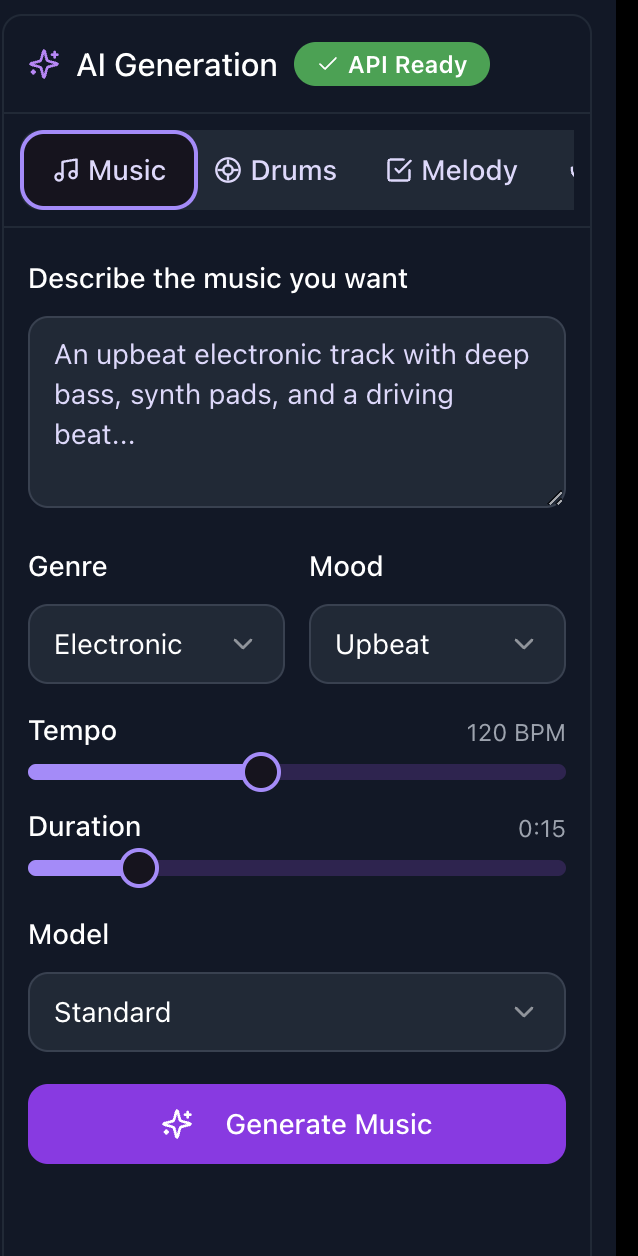 AI Generation
API Ready
Music
Drums
Melody
Describe the music you want
An upbeat electronic track with deep
bass, synth pads, and a driving
beat...
Genre
Mood
Electronic
Upbeat
Tempo
120 BPM
Duration
0:15
Model
Standard
Generate Music